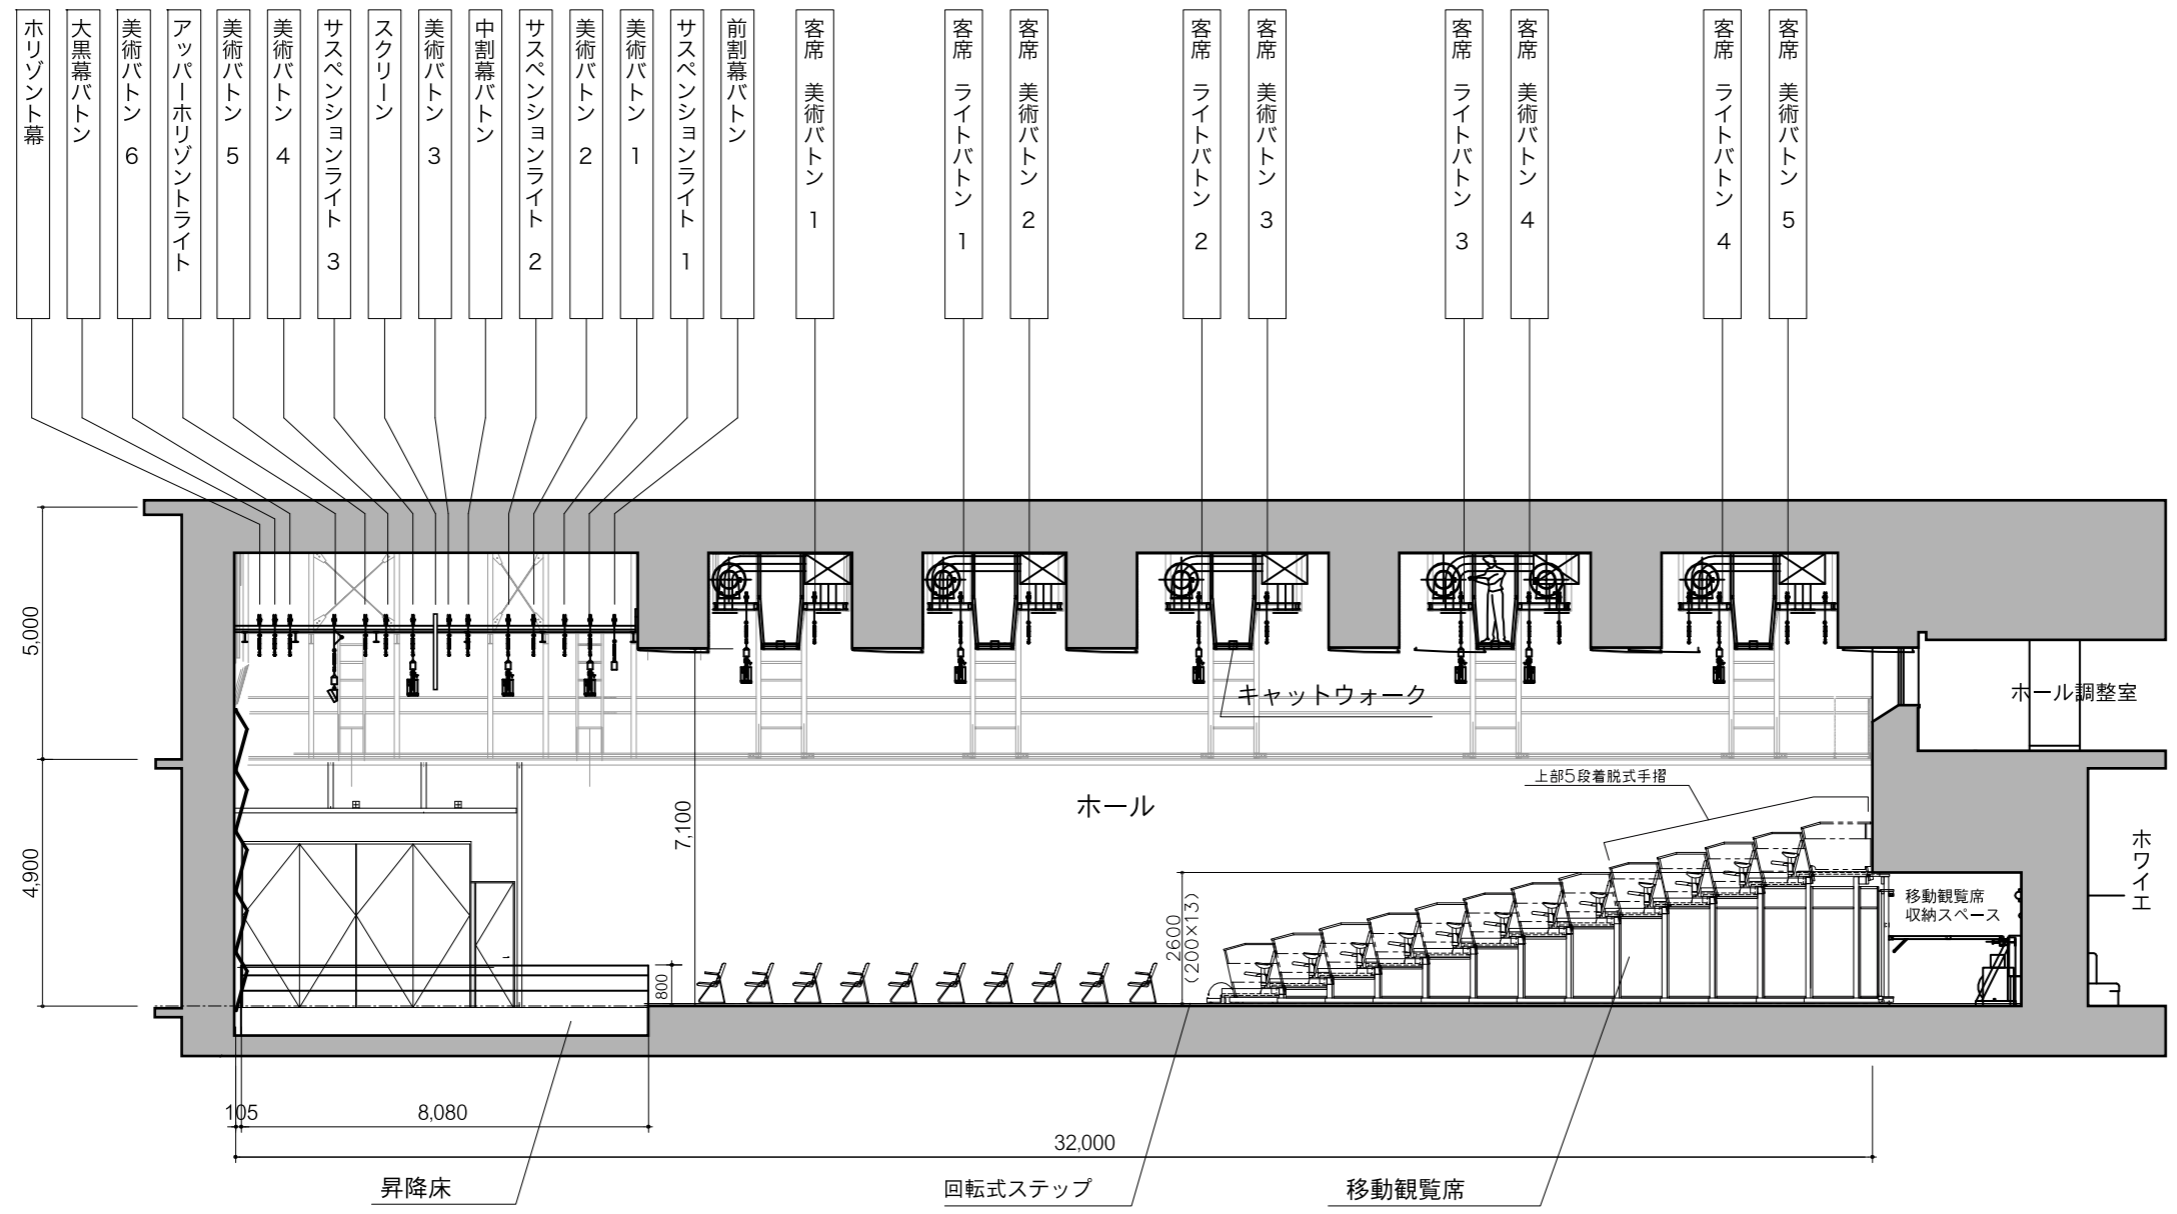 ホリゾント幕
大黒幕バトン
美術バトン 6
アッパーホリゾントライト
美術バトン 5
美術バトン 4
サスペンションライト 3
スクリーン
美術バトン 3
中割幕バトン
サスペンションライト 2
美術バトン 2
美術バトン 1
サスペンションライト 1
前割幕バトン
客席 美術バトン 1
客席 ライトバトン 1
客席 美術バトン 2
客席 ライトバトン 2
客席 美術バトン 3
客席 ライトバトン 3
客席 美術バトン 4
客席 ライトバトン 4
客席 美術バトン 5
5,000
4,900
キャットウォーク
ホール調整室
上部5段着脱式手摺
7,100
ホール
ホワイエ
移動観覧席
収納スペース
2600
(200×13)
800
105
8,080
32,000
昇降床
回転式ステップ
移動観覧席